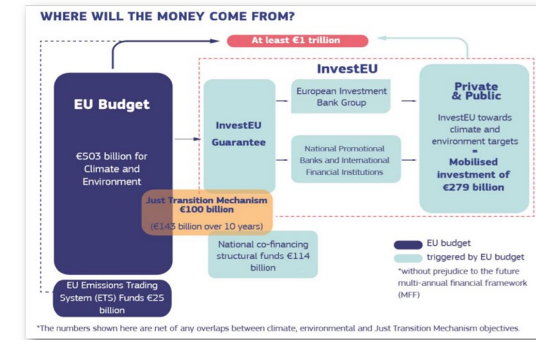 WHERE WILL THE MONEY COME FROM?
At least €1 trillion
EU Budget
€503 billion for
Climate and
Environment
InvestEU
InvestEU
Guarantee
European Investment
Bank Group
National Promotional
Banks and International
Financial Institutions
Private
& Public
InvestEU towards
climate and
environment targets
=
Mobilised
investment of
€279 billion
Just Transition Mechanism
€100 billion
(€143 billion over 10 years)
National co-financing
structural funds €114
billion
EU Emissions Trading
System (ETS) Funds €25
billion
EU budget
triggered by EU budget
*without prejudice to the future
multi-annual financial framework
(MFF)
*The numbers shown here are net of any overlaps between climate, environmental and Just Transition Mechanism objectives.